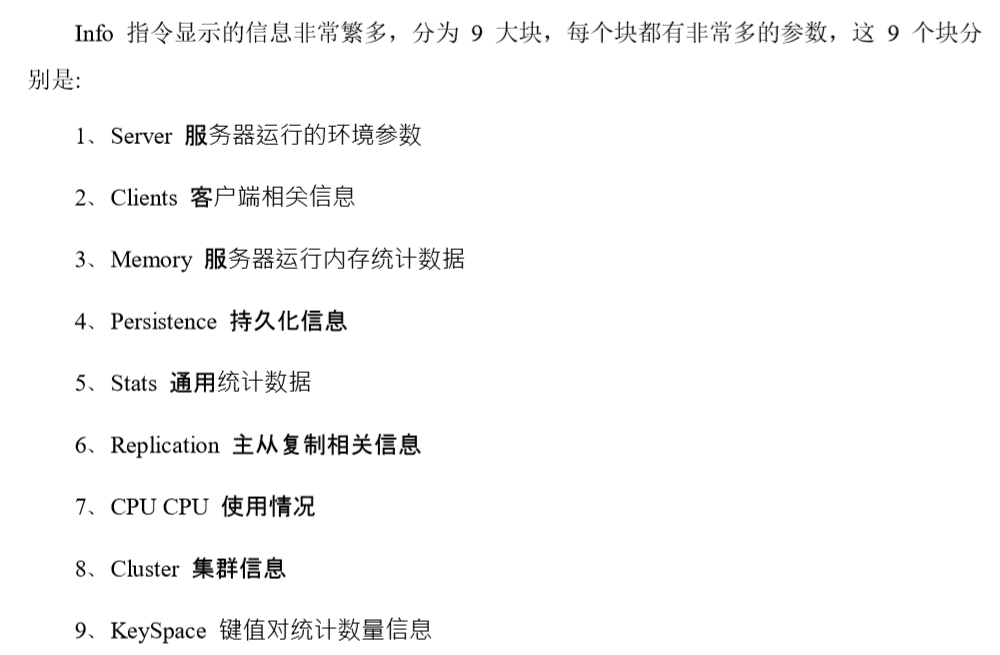 Info 指令显示的信息非常繁多，分为 9 大块，每个块都有非常多的参数，这 9 个块分
别是:
1、Server 服务器运行的环境参数
2、Clients 客户端相关信息
3、Memory 服务器运行内存统计数据
4、Persistence 持久化信息
5、Stats 通用统计数据
6、Replication 主从复制相关信息
7、CPU CPU 使用情况
8、Cluster 集群信息
9、KeySpace 键值对统计数量信息